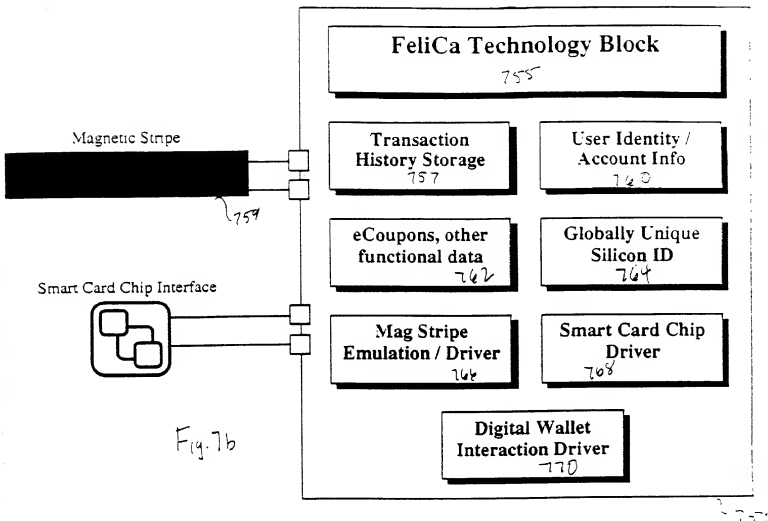 FeliCa Technology Block
755
Magnetic Stripe
Transaction
History Storage
757
User Identity /
Account Info
760
759
eCoupons, other
functional data
762
Globally Unique
Silicon ID
764
Smart Card Chip Interface
Mag Stripe
Emulation / Driver
766
Smart Card Chip
Driver
768
Fig. 7b
Digital Wallet
Interaction Driver
770